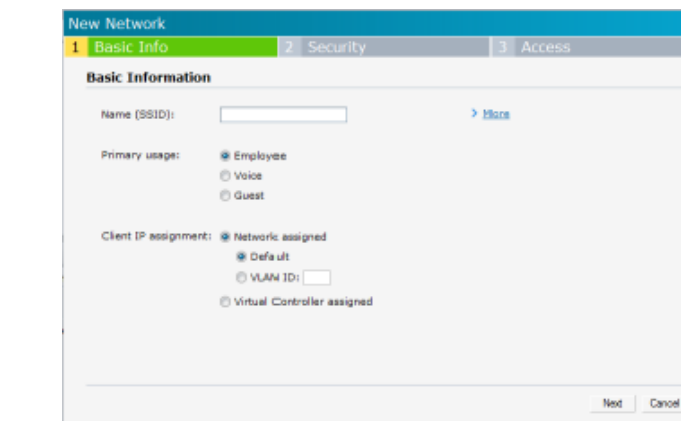 New Network
1 Basic Info 2 Security 3 Access
Basic Information
Name (SSID): > More
Primary usage: Employee
Voice
Guest
Client IP assignment: Network assigned
Default
VLAN ID:
Virtual Controller assigned
Next Cancel